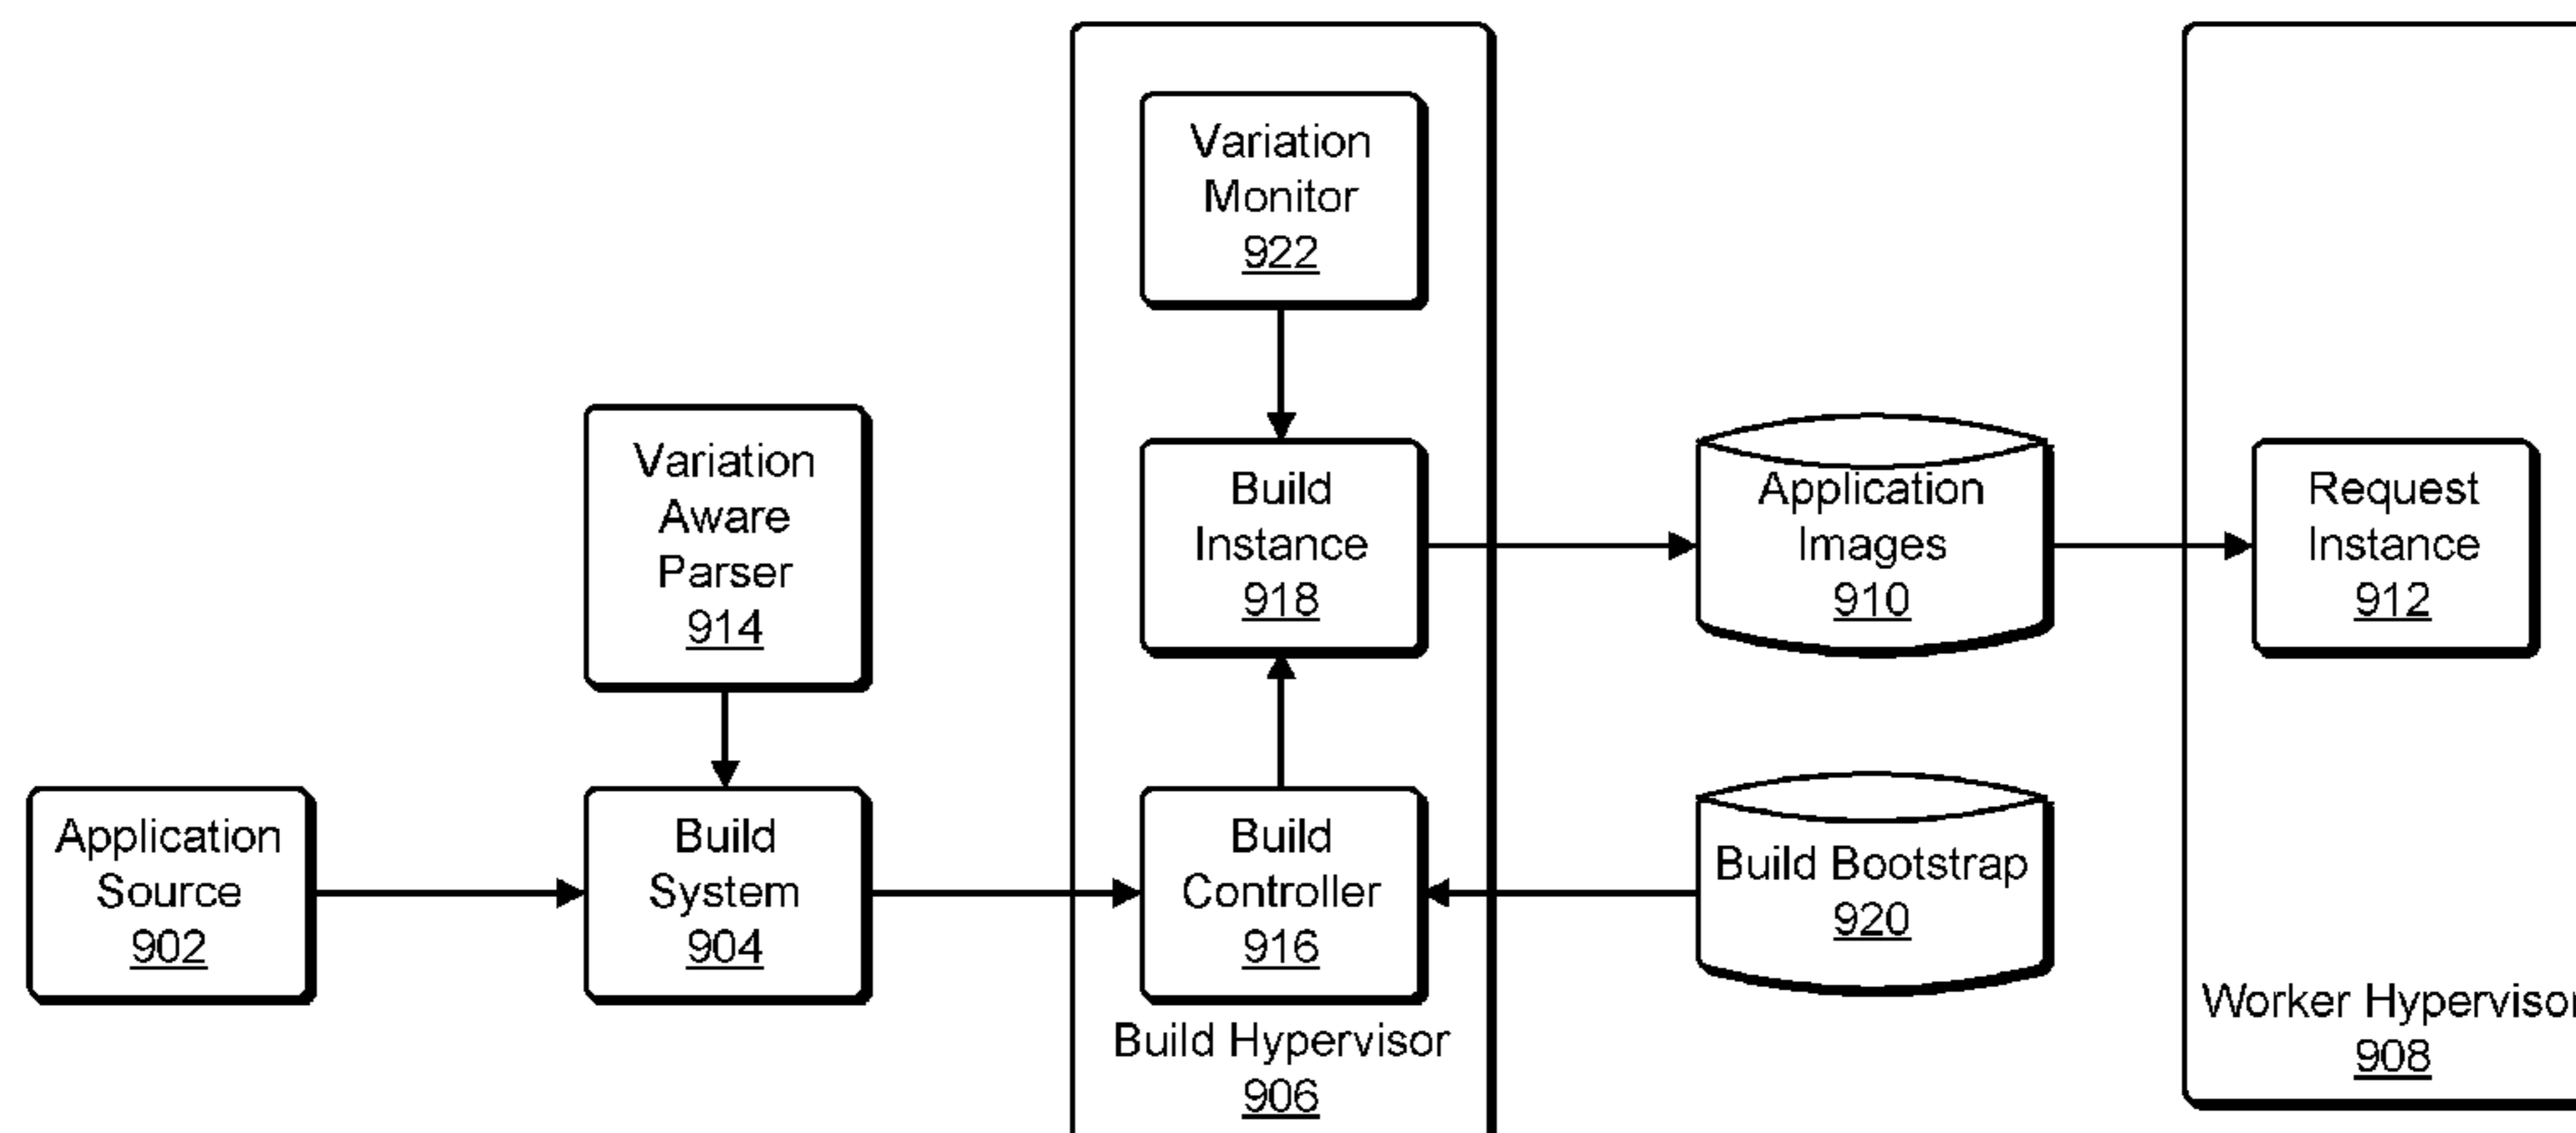 Variation
Monitor
922
Variation
Aware
Parser
914
Build
Instance
918
Application
Images
910
Request
Instance
912
Application
Source
902
Build
System
904
Build
Controller
916
Build Bootstrap
920
Build Hypervisor
906
Worker Hypervisor
908